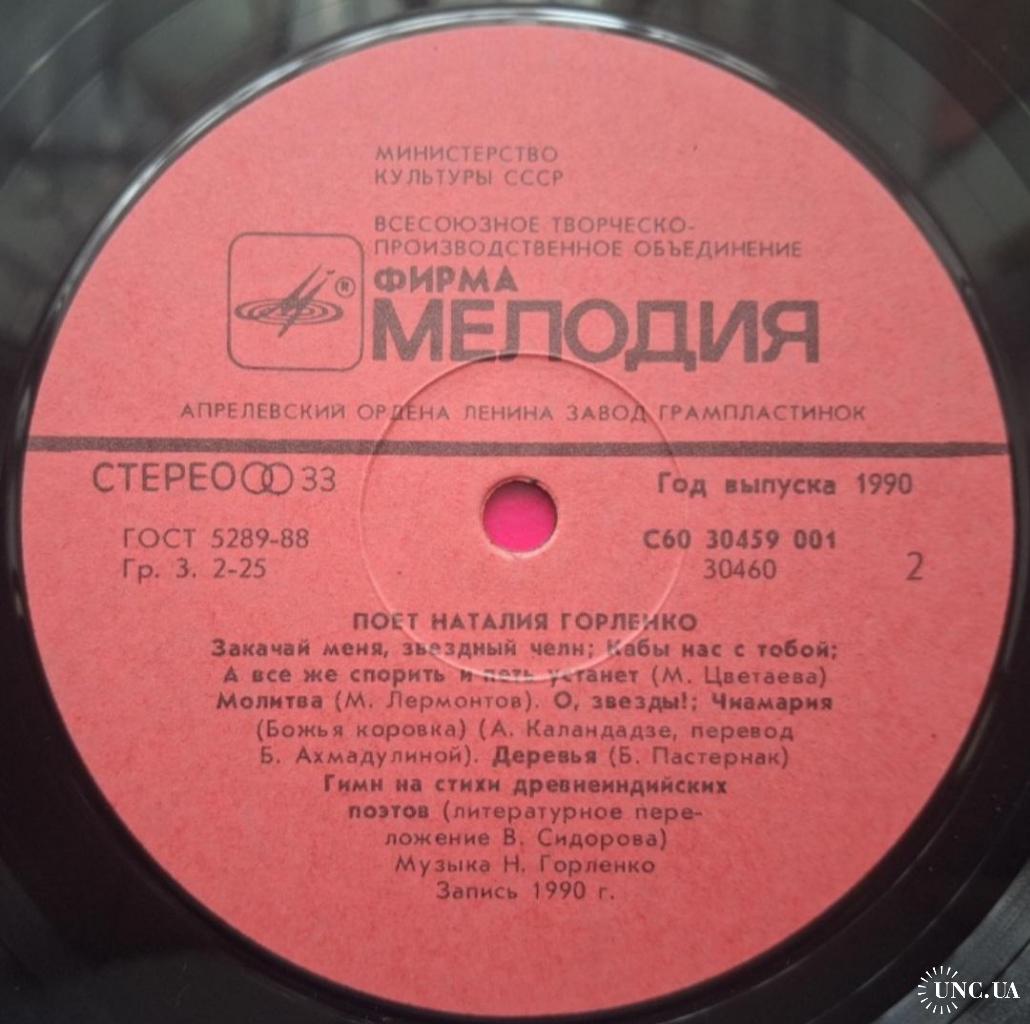 МИНИСТЕРСТВО
КУЛЬТУРЫ СССР
ВСЕСОЮЗНОЕ ТВОРЧЕСКО-
ПРОИЗВОДСТВЕННОЕ ОБЪЕДИНЕНИЕ
ФИРМА
®
МЕЛОДИЯ
АПРЕЛЕВСКИЙ ОРДЕНА ЛЕНИНА ЗАВОД ГРАМПЛАСТИНОК
СТЕРЕО 33
Год выпуска 1990
ГОСТ 5289-88
С60 30459 001
Гр. 3. 2-25
30460
2
ПОЕТ НАТАЛИЯ ГОРЛЕНКО
Закачай меня, звездный челн; Кабы нас с тобой;
А все же спорить и петь устанет (М. Цветаева)
Молитва (М. Лермонтов). О, звезды!; Чиамария
(Божья коровка) (А. Каландадзе, перевод
Б. Ахмадулиной). Деревья (Б. Пастернак)
Гимн на стихи древнеиндийских
поэтов (литературное пере-
ложение В. Сидорова)
Музыка Н. Горленко
Запись 1990 г.
UNC.UA